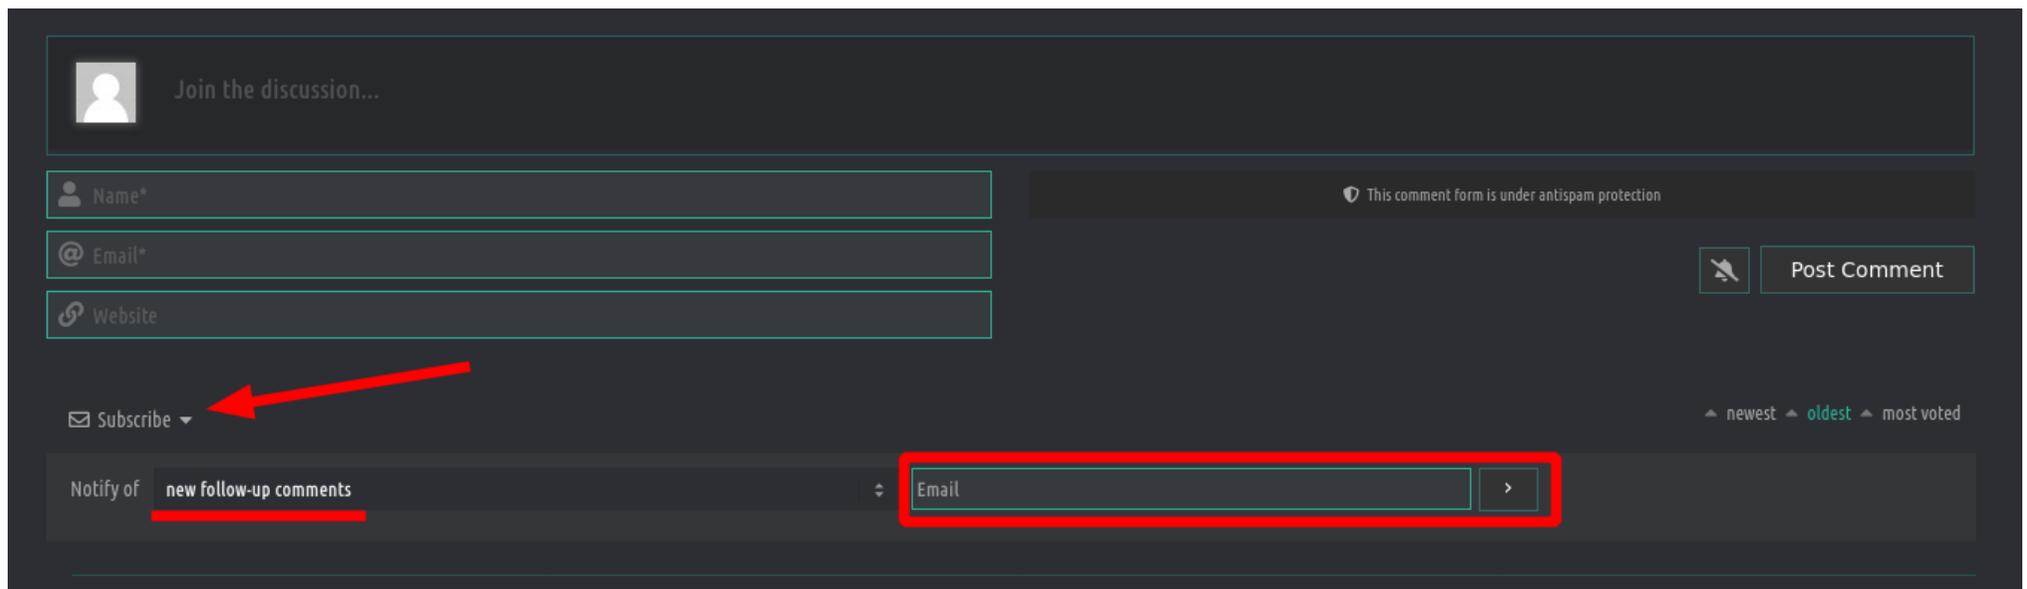 Join the discussion...
Name*
This comment form is under antispam protection
Email*
Post Comment
Website
Subscribe
newest oldest most voted
Notify of new follow-up comments Email >